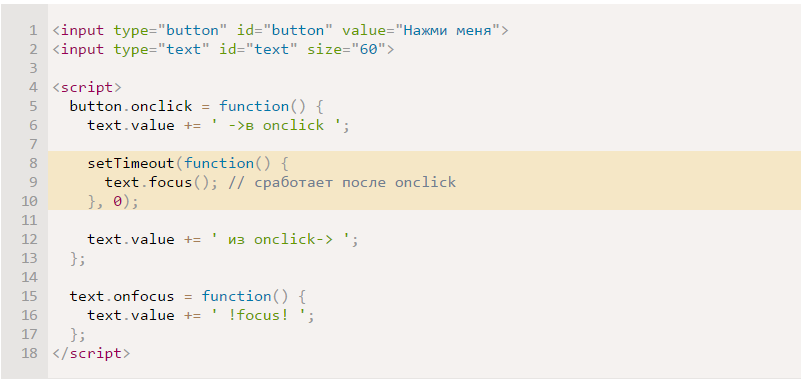 1 <input type="button" id="button" value="Нажми меня">
2 <input type="text" id="text" size="60">
3
4 <script>
5   button.onclick = function() {
6     text.value += ' ->в onclick ';
7
8     setTimeout(function() {
9       text.focus(); // сработает после onclick
10     }, 0);
11
12     text.value += ' из onclick-> ';
13   };
14
15   text.onfocus = function() {
16     text.value += ' !focus! ';
17   };
18 </script>